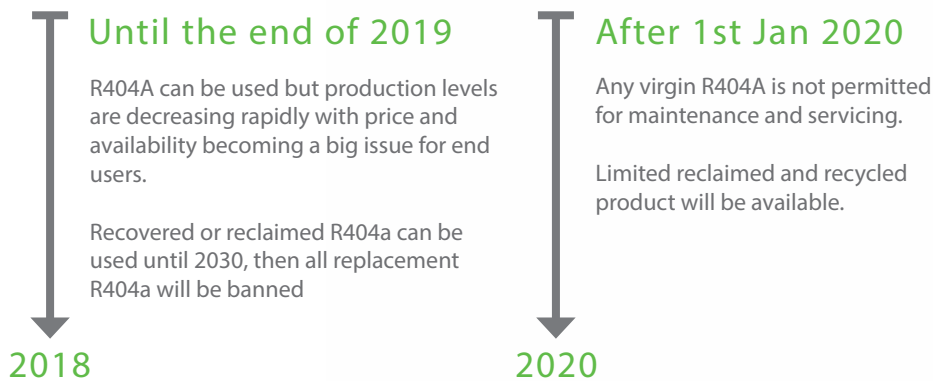 Until the end of 2019
R404A can be used but production levels
are decreasing rapidly with price and
availability becoming a big issue for end
users.
Recovered or reclaimed R404a can be
used until 2030, then all replacement
R404a will be banned
2018
After 1st Jan 2020
Any virgin R404A is not permitted
for maintenance and servicing.
Limited reclaimed and recycled
product will be available.
2020